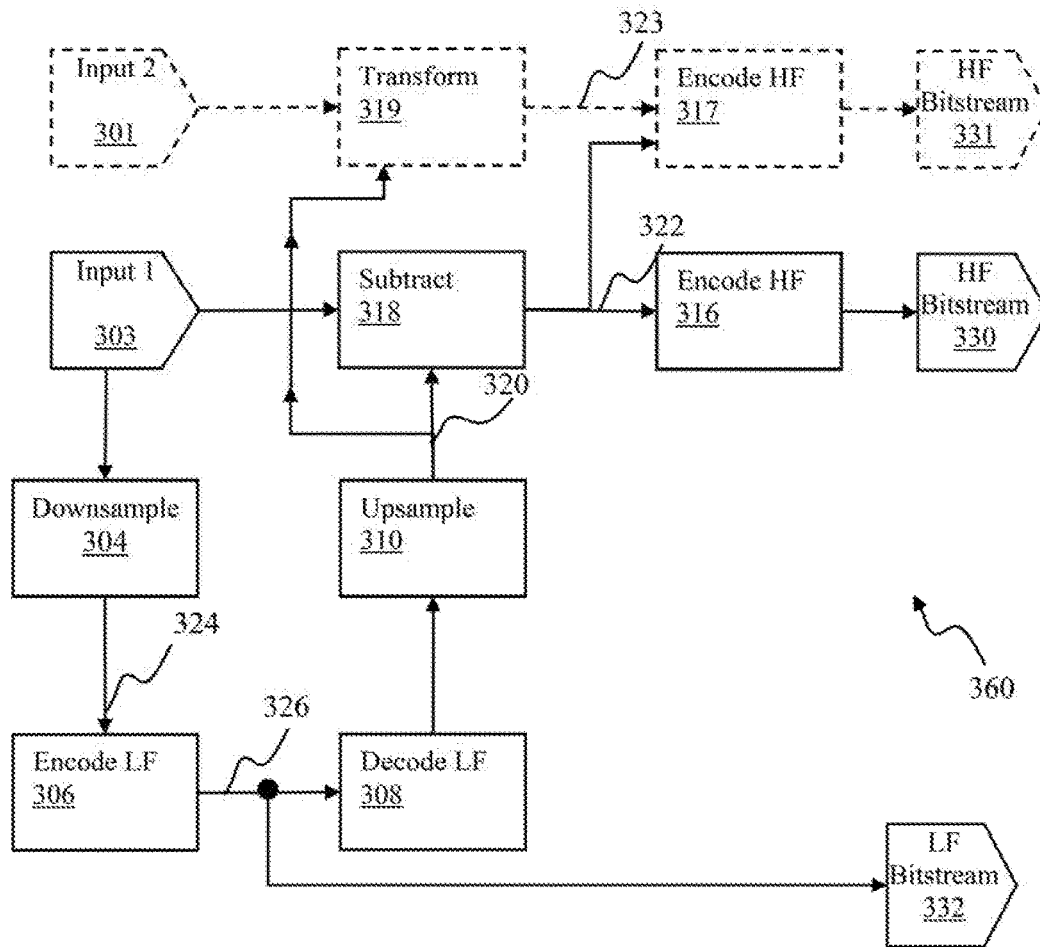 323
Input 2
301
Transform
319
Encode HF
317
HF
Bitstream
331
322
Input 1
303
Subtract
318
Encode HF
316
HF
Bitstream
330
320
Downsample
304
Upsample
310
324
360
326
Encode LF
306
Decode LF
308
LF
Bitstream
332